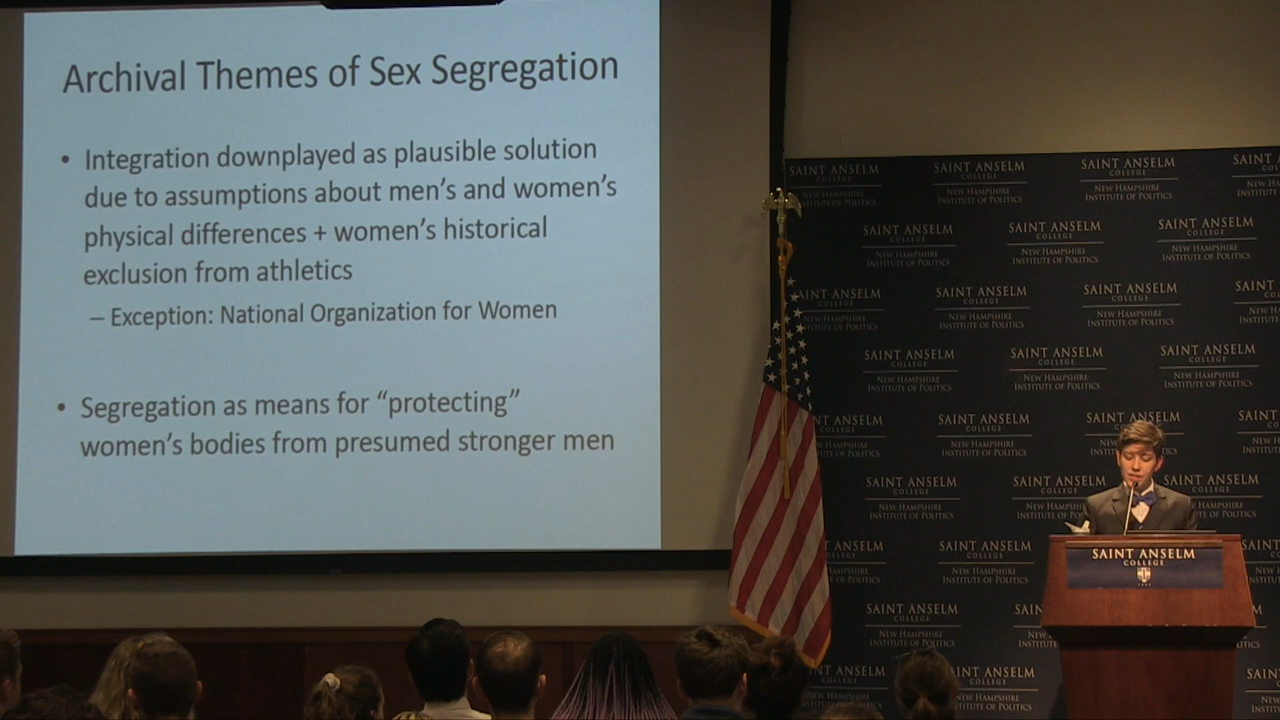 Archival Themes of Sex Segregation
• Integration downplayed as plausible solution
due to assumptions about men's and women's
physical differences + women's historical
exclusion from athletics
– Exception: National Organization for Women
• Segregation as means for “protecting”
women's bodies from presumed stronger men
SAINT ANSELM
COLLEGE
NEW HAMPSHIRE
INSTITUTE OF POLITICS
SAINT ANSELM
COLLEGE